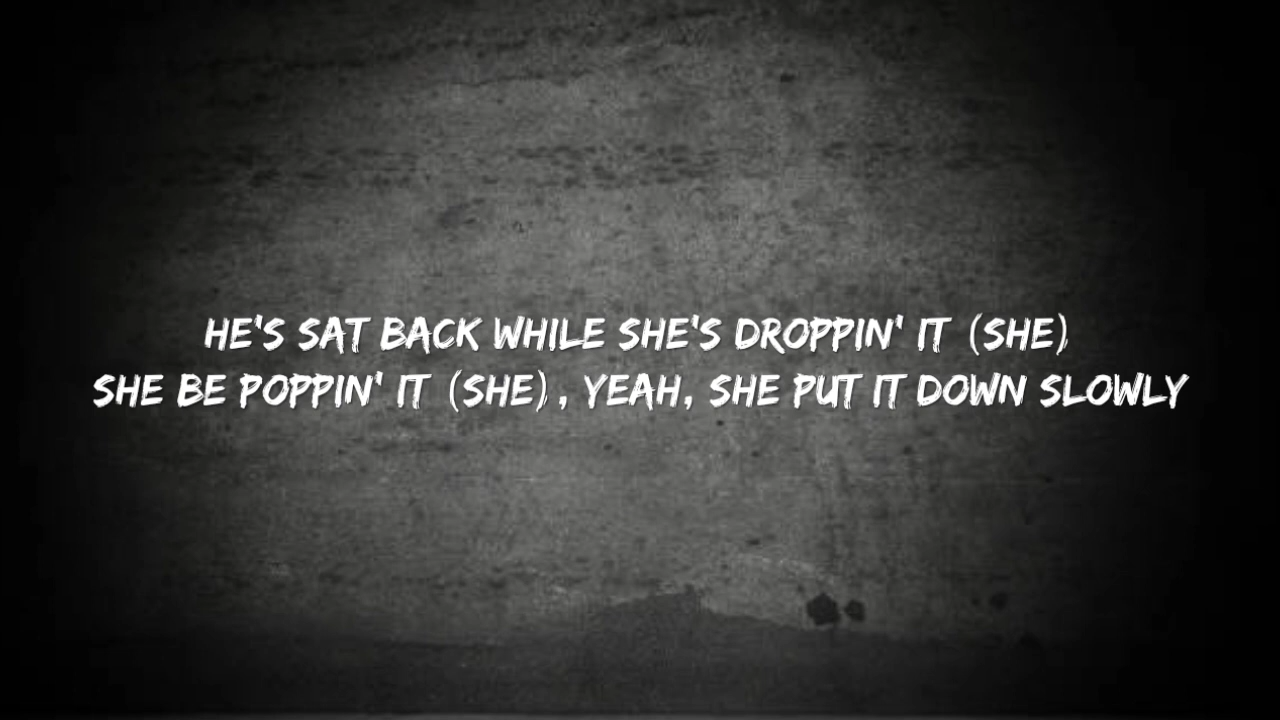 HE'S SAT BACK WHILE SHE'S DROPPIN' IT (SHE)
SHE BE POPPIN' IT (SHE), YEAH, SHE PUT IT DOWN SLOWLY